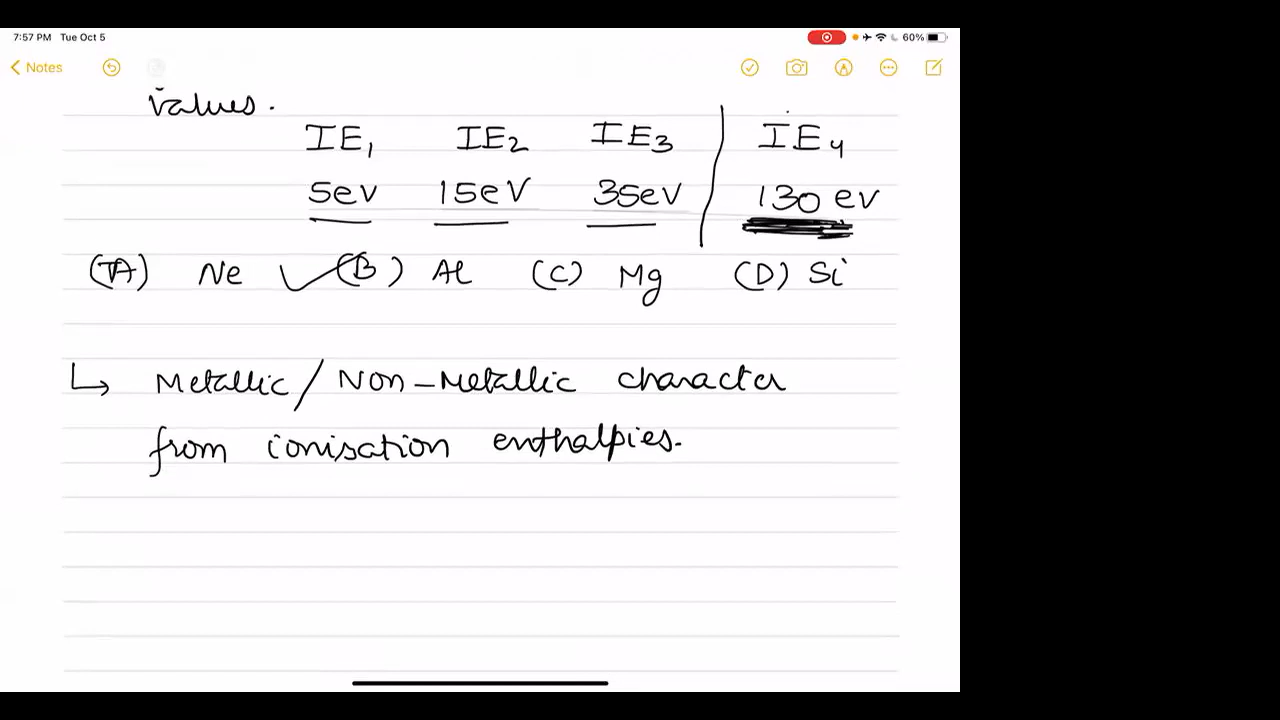 7:57 PM Tue Oct 5
60%
Notes
values.
IE1 IE2 IE3 IE4
5eV 15eV 35eV 130 eV
(A) Ne (B) Al (C) Mg (D) Si
Metallic/Non-Metallic character
from ionisation enthalpies.